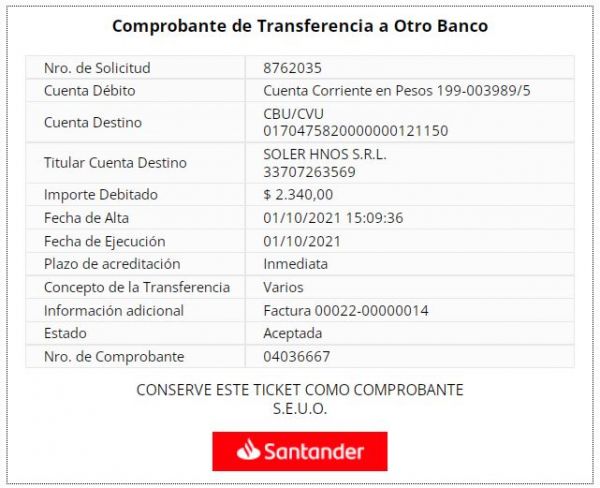 Comprobante de Transferencia a Otro Banco
Nro. de Solicitud 8762035
Cuenta Débito Cuenta Corriente en Pesos 199-003989/5
Cuenta Destino CBU/CVU
0170475820000000121150
Titular Cuenta Destino SOLER HNOS S.R.L.
33707263569
Importe Debitado $ 2.340,00
Fecha de Alta 01/10/2021 15:09:36
Fecha de Ejecución 01/10/2021
Plazo de acreditación Inmediata
Concepto de la Transferencia Varios
Información adicional Factura 00022-00000014
Estado Aceptada
Nro. de Comprobante 04036667
CONSERVE ESTE TICKET COMO COMPROBANTE
S.E.U.O.
Santander